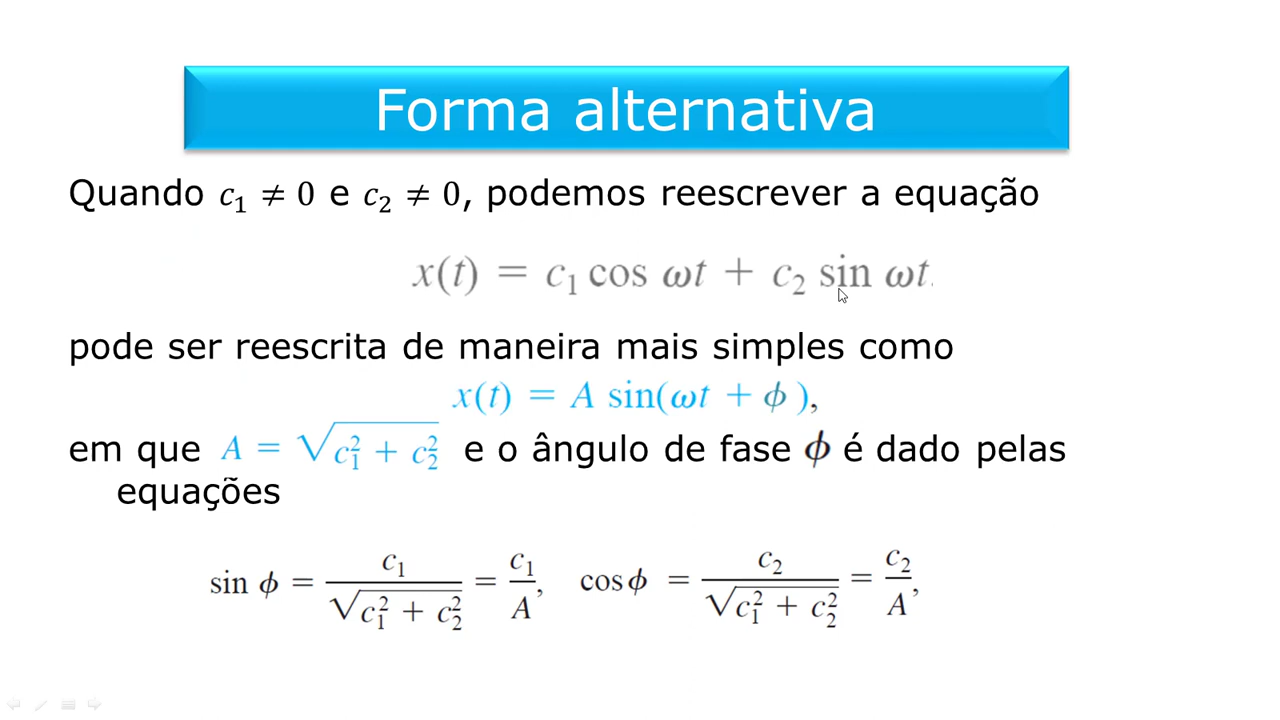 Forma alternativa
Quando c₁ ≠ 0 e c₂ ≠ 0, podemos reescrever a equação
x(t) = c₁ cos ωt + c₂ sin ωt.
pode ser reescrita de maneira mais simples como
x(t) = A sin(ωt + ϕ),
em que A = √(c₁² + c₂²) e o ângulo de fase ϕ é dado pelas
equações
sin ϕ = c₁/√(c₁² + c₂²) = c₁/A, cos ϕ = c₂/√(c₁² + c₂²) = c₂/A,